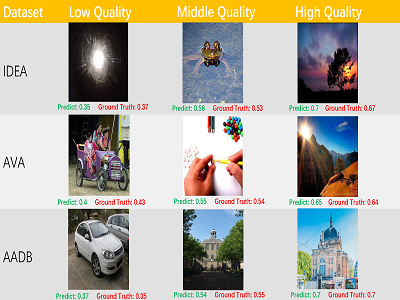 Dataset Low Quality Middle Quality High Quality
IDEA
Predict: 0.35 Ground Truth: 0.37 Predict: 0.56 Ground Truth: 0.53 Predict: 0.7 Ground Truth: 0.67
AVA
Predict: 0.4 Ground Truth: 0.43 Predict: 0.55 Ground Truth: 0.54 Predict: 0.65 Ground Truth: 0.64
AADB
Predict: 0.37 Ground Truth: 0.35 Predict: 0.54 Ground Truth: 0.55 Predict: 0.7 Ground Truth: 0.7